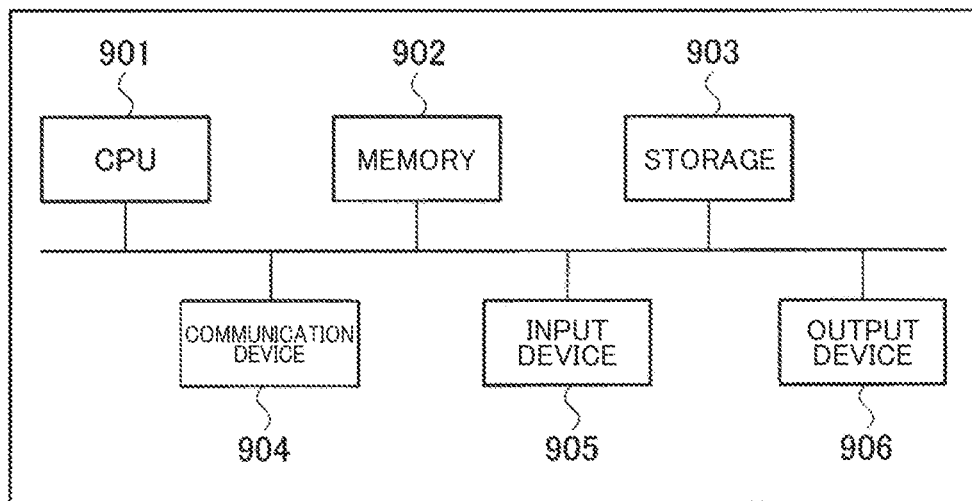 901
902
903
CPU
MEMORY
STORAGE
COMMUNICATION
DEVICE
INPUT
DEVICE
OUTPUT
DEVICE
904
905
906